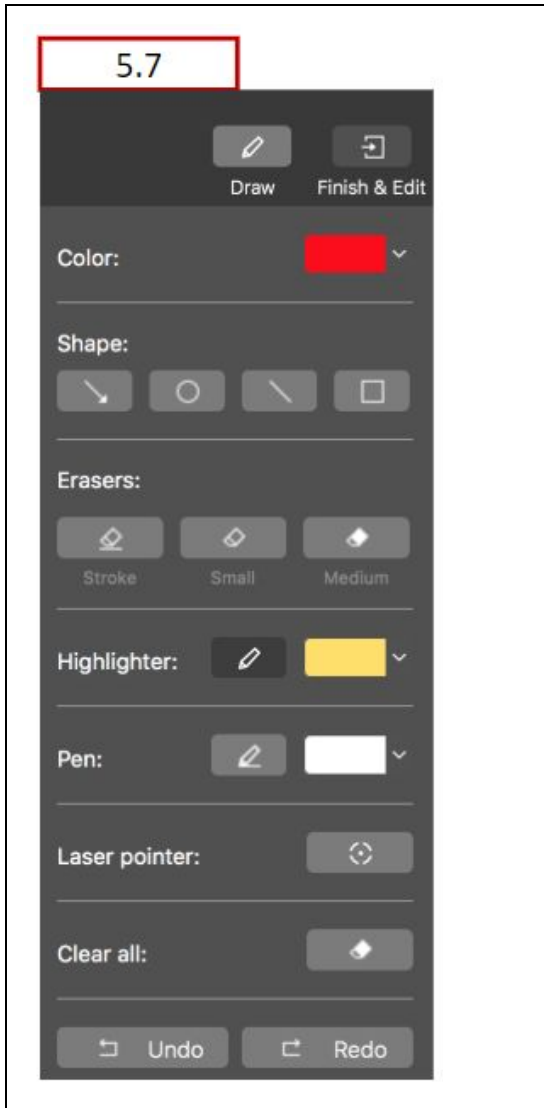 5.7
Draw Finish & Edit
Color:
Shape:
Erasers:
Stroke Small Medium
Highlighter:
Pen:
Laser pointer:
Clear all:
Undo Redo